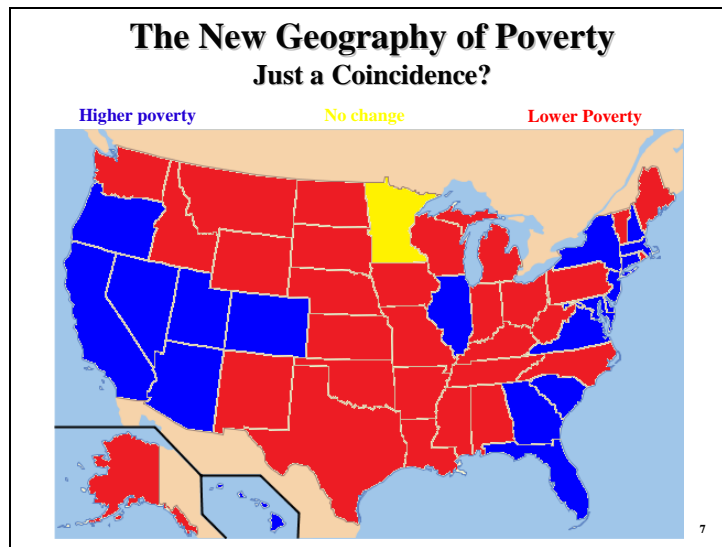 The New Geography of Poverty
Just a Coincidence?
Higher poverty No change Lower Poverty
7